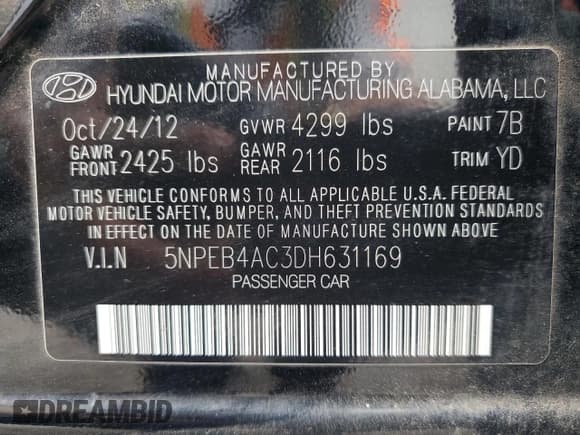 MANUFACTURED BY
HYUNDAI MOTOR MANUFACTURING ALABAMA, LLC
Oct/24/12 GVWR 4299 lbs PAINT 7B
GAWR FRONT 2425 lbs GAWR REAR 2116 lbs TRIM YD
THIS VEHICLE CONFORMS TO ALL APPLICABLE U.S.A. FEDERAL
MOTOR VEHICLE SAFETY, BUMPER, AND THEFT PREVENTION STANDARDS
IN EFFECT ON THE DATE OF MANUFACTURE SHOWN ABOVE
V.I.N 5NPEB4AC3DH631169
PASSENGER CAR
DREAMBID